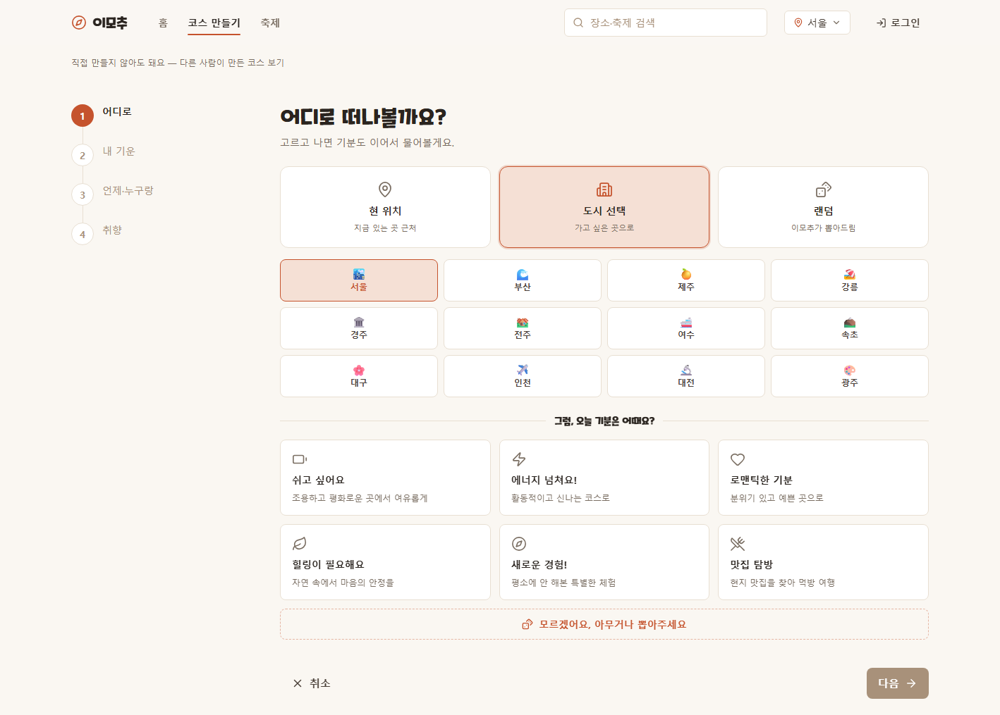 이모추
홈
코스 만들기
축제
장소·축제 검색
서울
로그인
직접 만들지 않아도 돼요 — 다른 사람이 만든 코스 보기
1
어디로
2
내 기운
3
언제·누구랑
4
취향
어디로 떠나볼까요?
고르고 나면 기분도 이어서 물어볼게요.
현 위치
지금 있는 곳 근처
도시 선택
가고 싶은 곳으로
랜덤
이모추가 뽑아드림
서울
부산
제주
강릉
경주
전주
여수
속초
대구
인천
대전
광주
그럼, 오늘 기분은 어때요?
쉬고 싶어요
조용하고 평화로운 곳에서 여유롭게
에너지 넘쳐요!
활동적이고 신나는 코스로
로맨틱한 기분
분위기 있고 예쁜 곳으로
힐링이 필요해요
자연 속에서 마음의 안정을
새로운 경험!
평소에 안 해본 특별한 체험
맛집 탐방
현지 맛집을 찾아 먹방 여행
모르겠어요, 아무거나 뽑아주세요
취소
다음